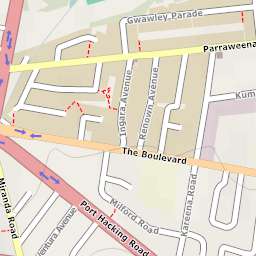 Gwawley Parade
Parraweena
Ingara Avenue
Renown Avenue
Kum
The Boulevard
Miranda Road
Ventura Avenue
Port Hacking Road
Milford Road
Kareena Road